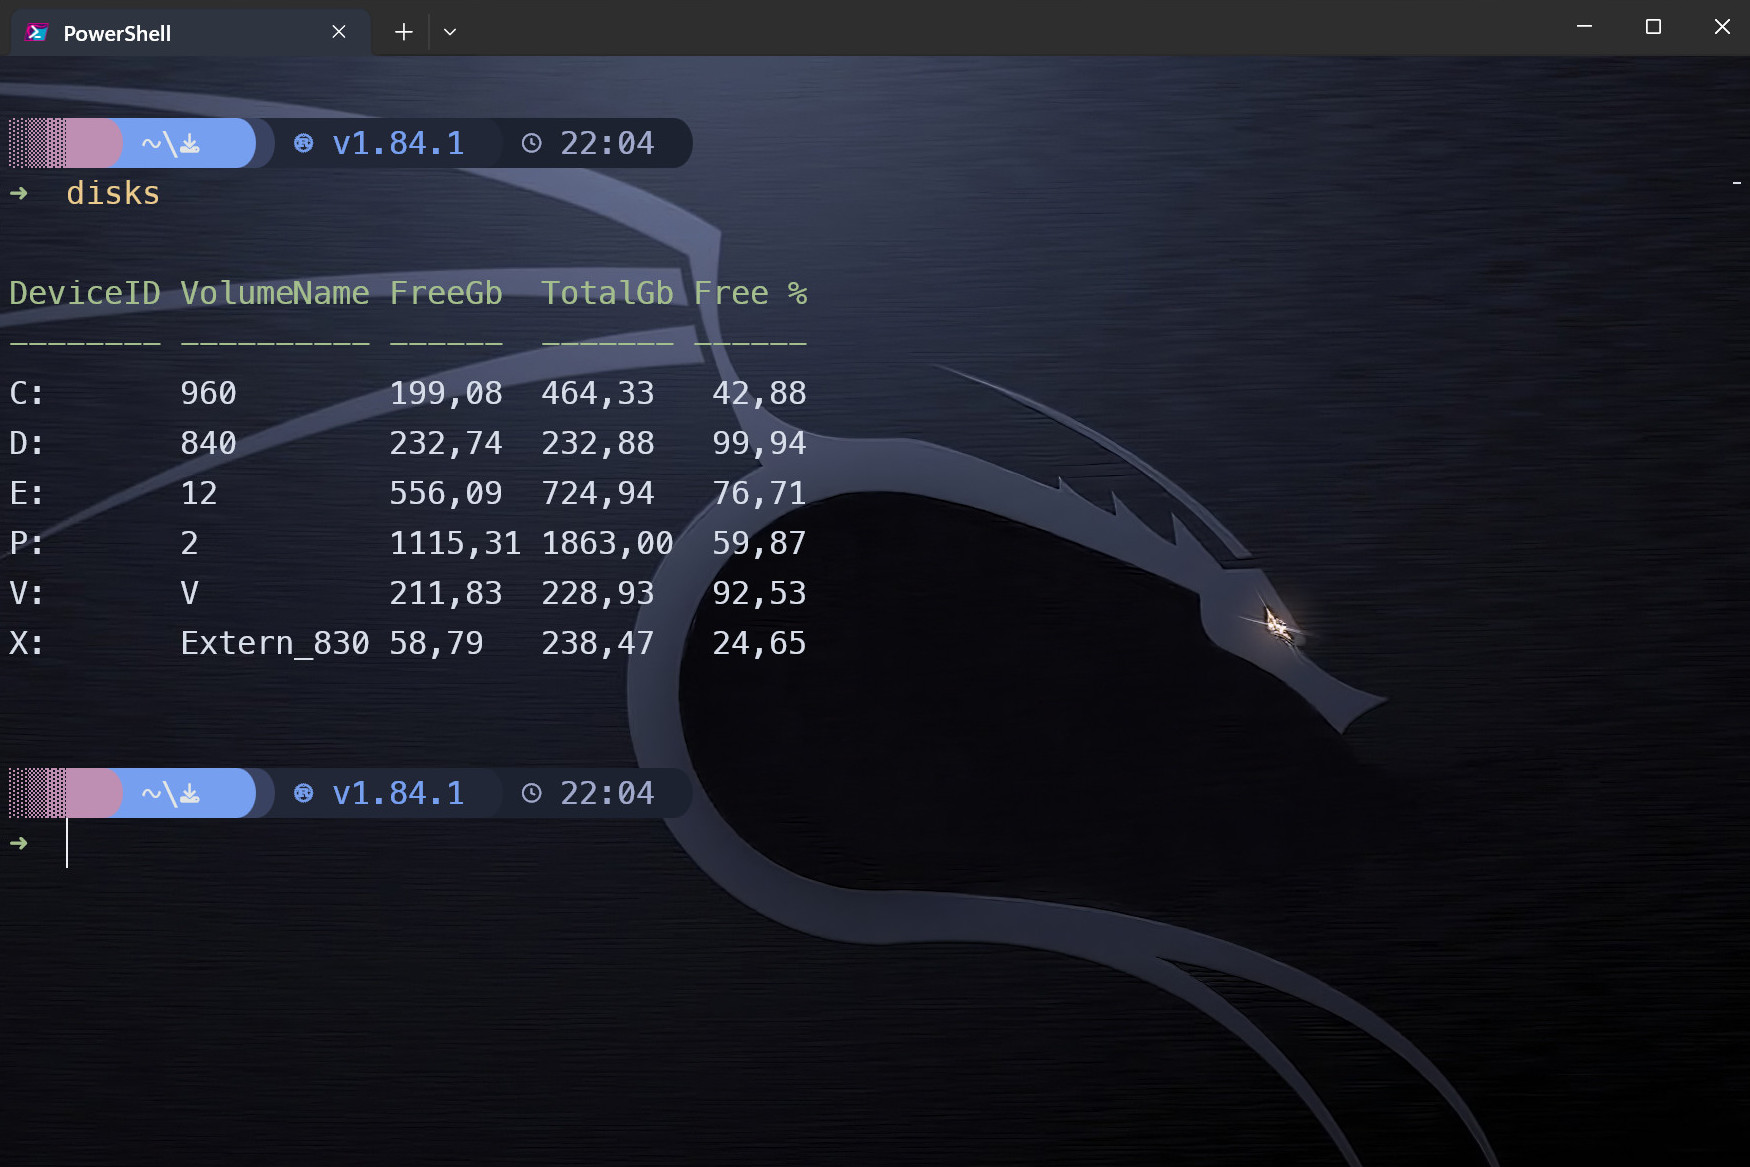 PowerShell
~\ v1.84.1 22:04
➜ disks
DeviceID VolumeName FreeGb TotalGb Free %
-------- ---------- ------ ------- ------
C: 960 199,08 464,33 42,88
D: 840 232,74 232,88 99,94
E: 12 556,09 724,94 76,71
P: 2 1115,31 1863,00 59,87
V: V 211,83 228,93 92,53
X: Extern_830 58,79 238,47 24,65
~\ v1.84.1 22:04
➜